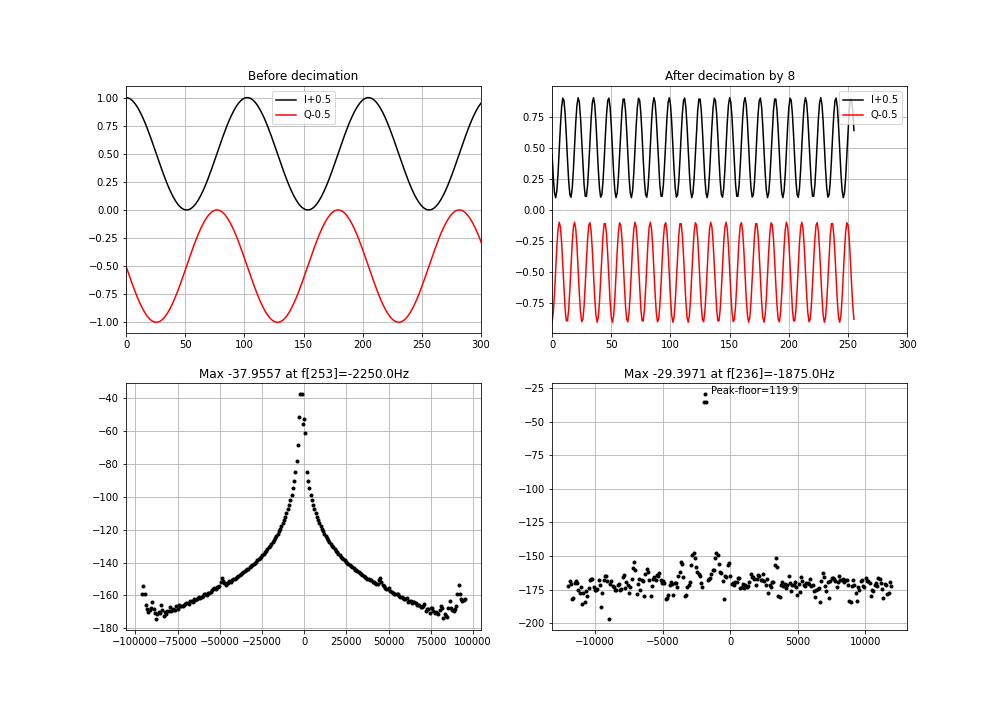 Before decimation
1.00
0.75
0.50
0.25
0.00
−0.25
−0.50
−0.75
−1.00
0 50 100 150 200 250 300
I+0.5
Q-0.5
After decimation by 8
0.75
0.50
0.25
0.00
−0.25
−0.50
−0.75
0 50 100 150 200 250 300
I+0.5
Q-0.5
Max -37.9557 at f[253]=-2250.0Hz
−40
−60
−80
−100
−120
−140
−160
−180
−100000 −75000 −50000 −25000 0 25000 50000 75000 100000
Max -29.3971 at f[236]=-1875.0Hz
Peak-floor=119.9
−25
−50
−75
−100
−125
−150
−175
−200
−10000 −5000 0 5000 10000